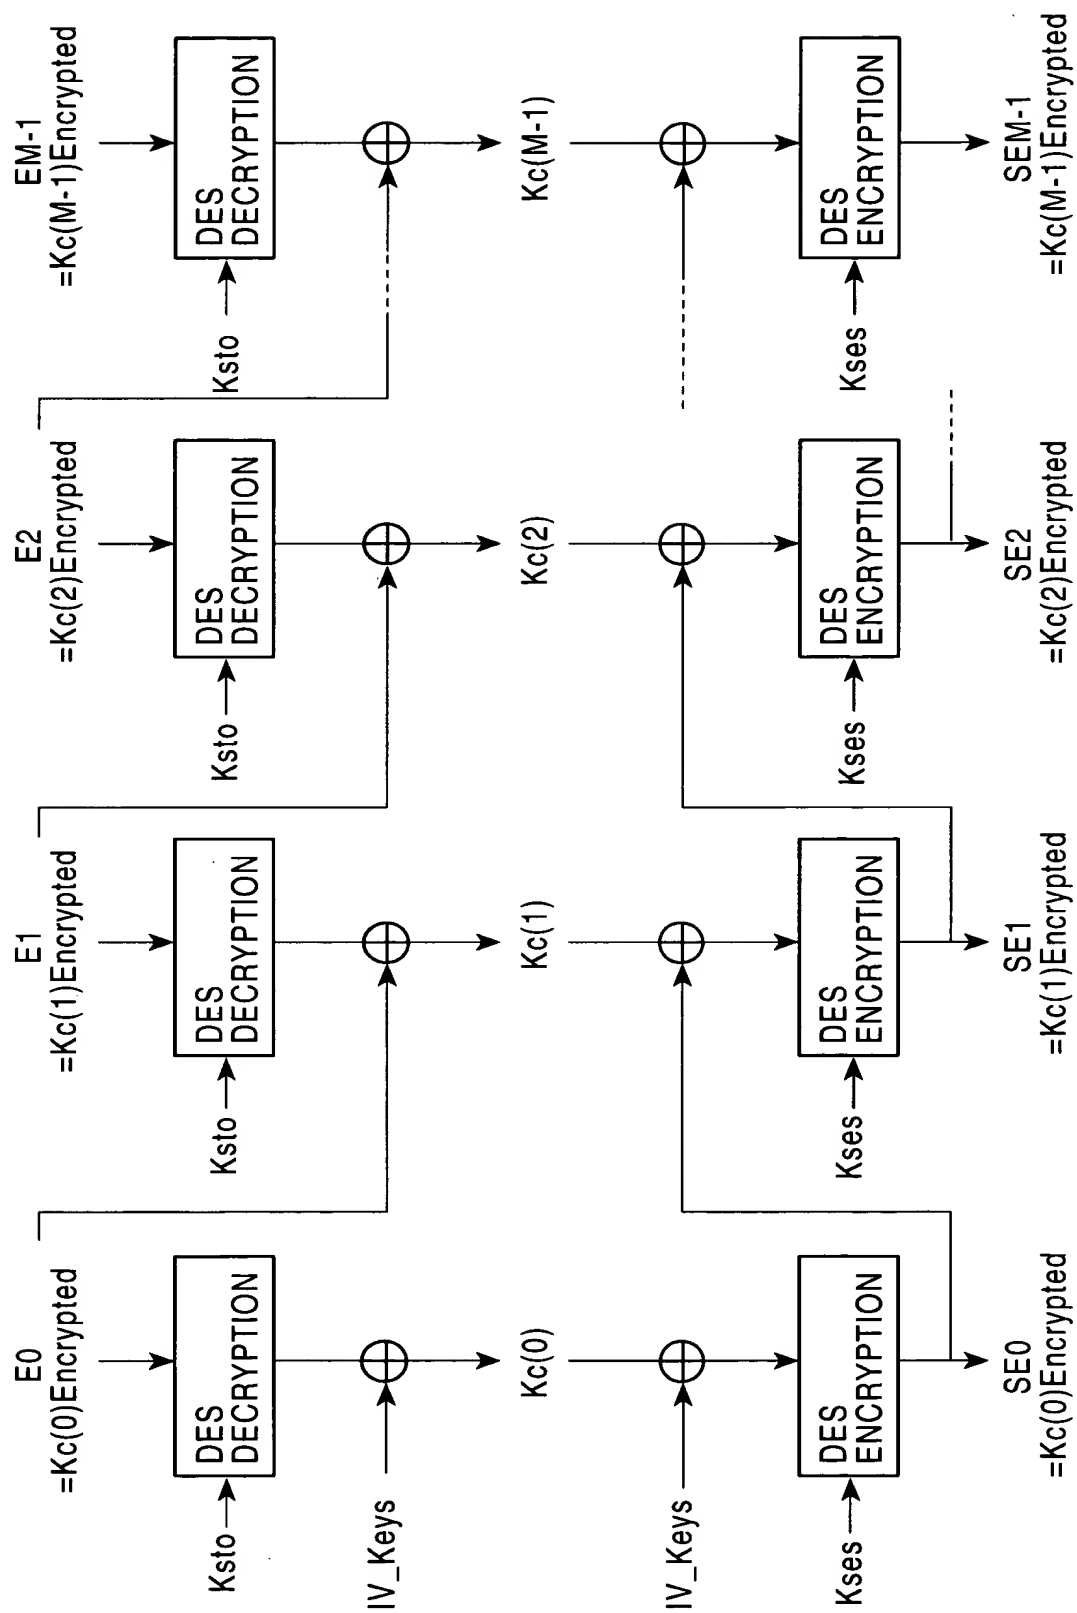 E0
=Kc(0)Encrypted
E1
=Kc(1)Encrypted
E2
=Kc(2)Encrypted
EM-1
=Kc(M-1)Encrypted
Ksto
DES
DECRYPTION
Ksto
DES
DECRYPTION
Ksto
DES
DECRYPTION
Ksto
DES
DECRYPTION
IV_Keys
Kc(0)
Kc(1)
Kc(2)
Kc(M-1)
IV_Keys
Kses
DES
ENCRYPTION
Kses
DES
ENCRYPTION
Kses
DES
ENCRYPTION
Kses
DES
ENCRYPTION
SE0
=Kc(0)Encrypted
SE1
=Kc(1)Encrypted
SE2
=Kc(2)Encrypted
SEM-1
=Kc(M-1)Encrypted